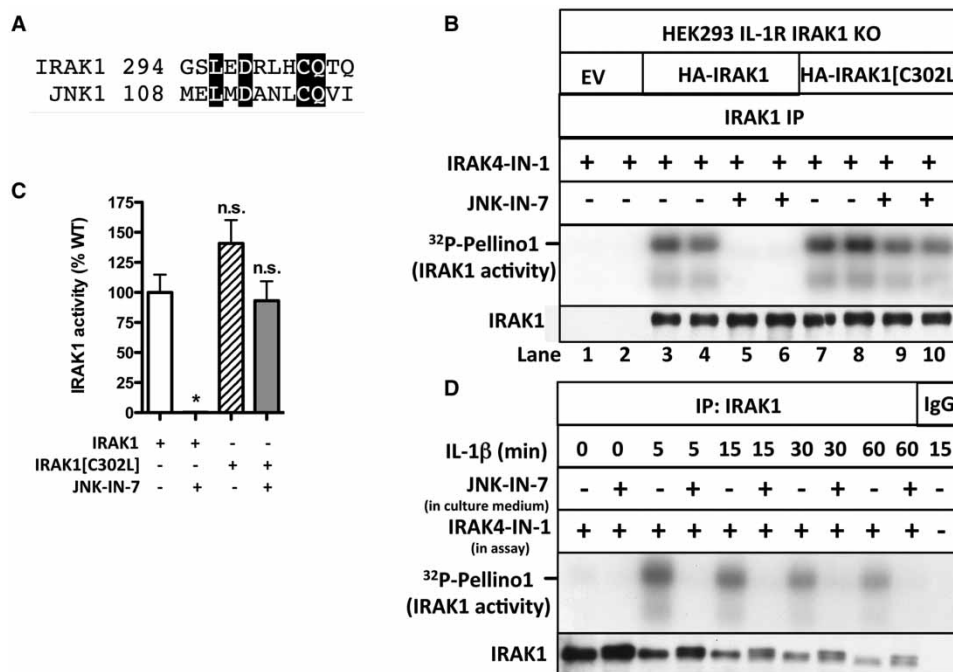 A
IRAK1 294 GSLEDRLHCQTQ
JNK1 108 MELMDANLCQVI
B
HEK293 IL-1R IRAK1 KO
EV HA-IRAK1 HA-IRAK1[C302L
IRAK1 IP
IRAK4-IN-1 + + + + + + + + + +
JNK-IN-7 - - - - + + - - + +
32P-Pellino1
(IRAK1 activity)
IRAK1
Lane 1 2 3 4 5 6 7 8 9 10
C
IRAK1 activity (% WT)
175
150
125
100
75
50
25
0
n.s.
n.s.
*
IRAK1 + + - -
IRAK1[C302L] - - + +
JNK-IN-7 - + - +
D
IP: IRAK1 IgG
IL-1β (min) 0 0 5 5 15 15 30 30 60 60 15
JNK-IN-7 - + - + - + - + - + -
(in culture medium)
IRAK4-IN-1 + + + + + + + + + + -
(in assay)
32P-Pellino1
(IRAK1 activity)
IRAK1